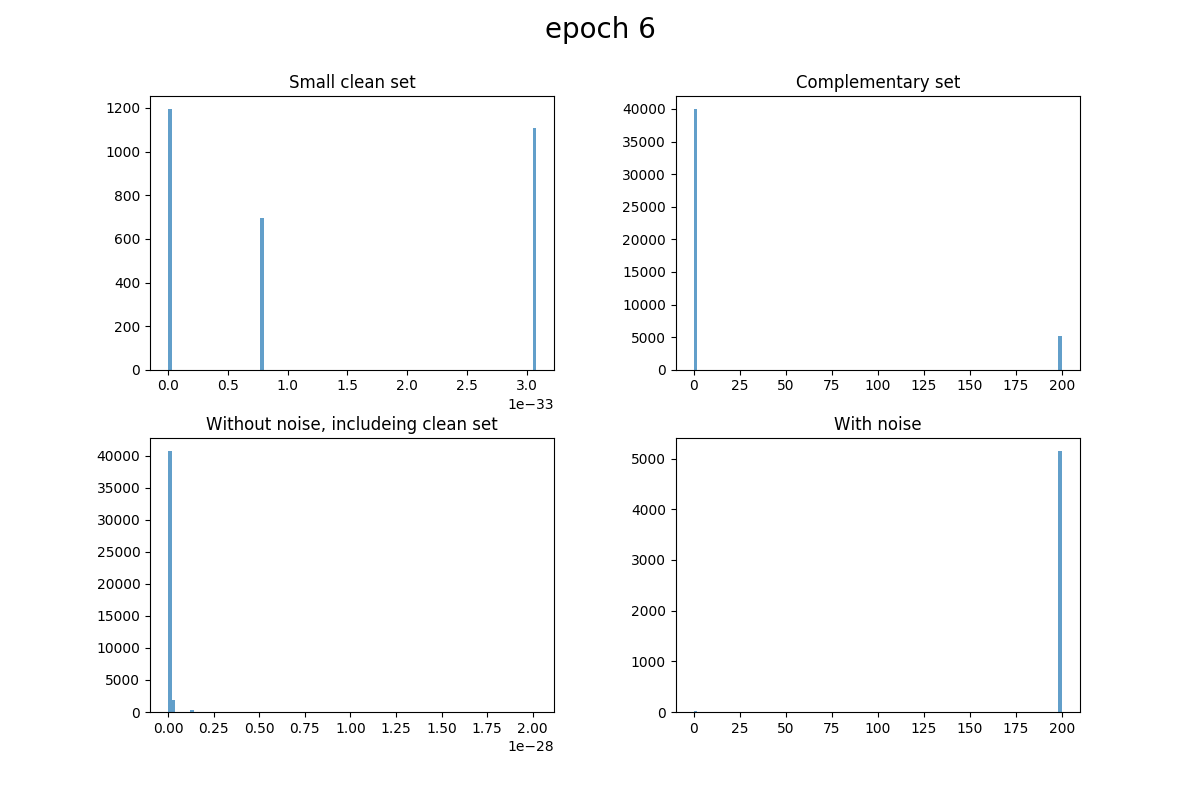 epoch 6
Small clean set
1200
1000
800
600
400
200
0
0.0 0.5 1.0 1.5 2.0 2.5 3.0
1e−33
Complementary set
40000
35000
30000
25000
20000
15000
10000
5000
0
0 25 50 75 100 125 150 175 200
Without noise, includeing clean set
40000
35000
30000
25000
20000
15000
10000
5000
0
0.00 0.25 0.50 0.75 1.00 1.25 1.50 1.75 2.00
1e−28
With noise
5000
4000
3000
2000
1000
0
0 25 50 75 100 125 150 175 200